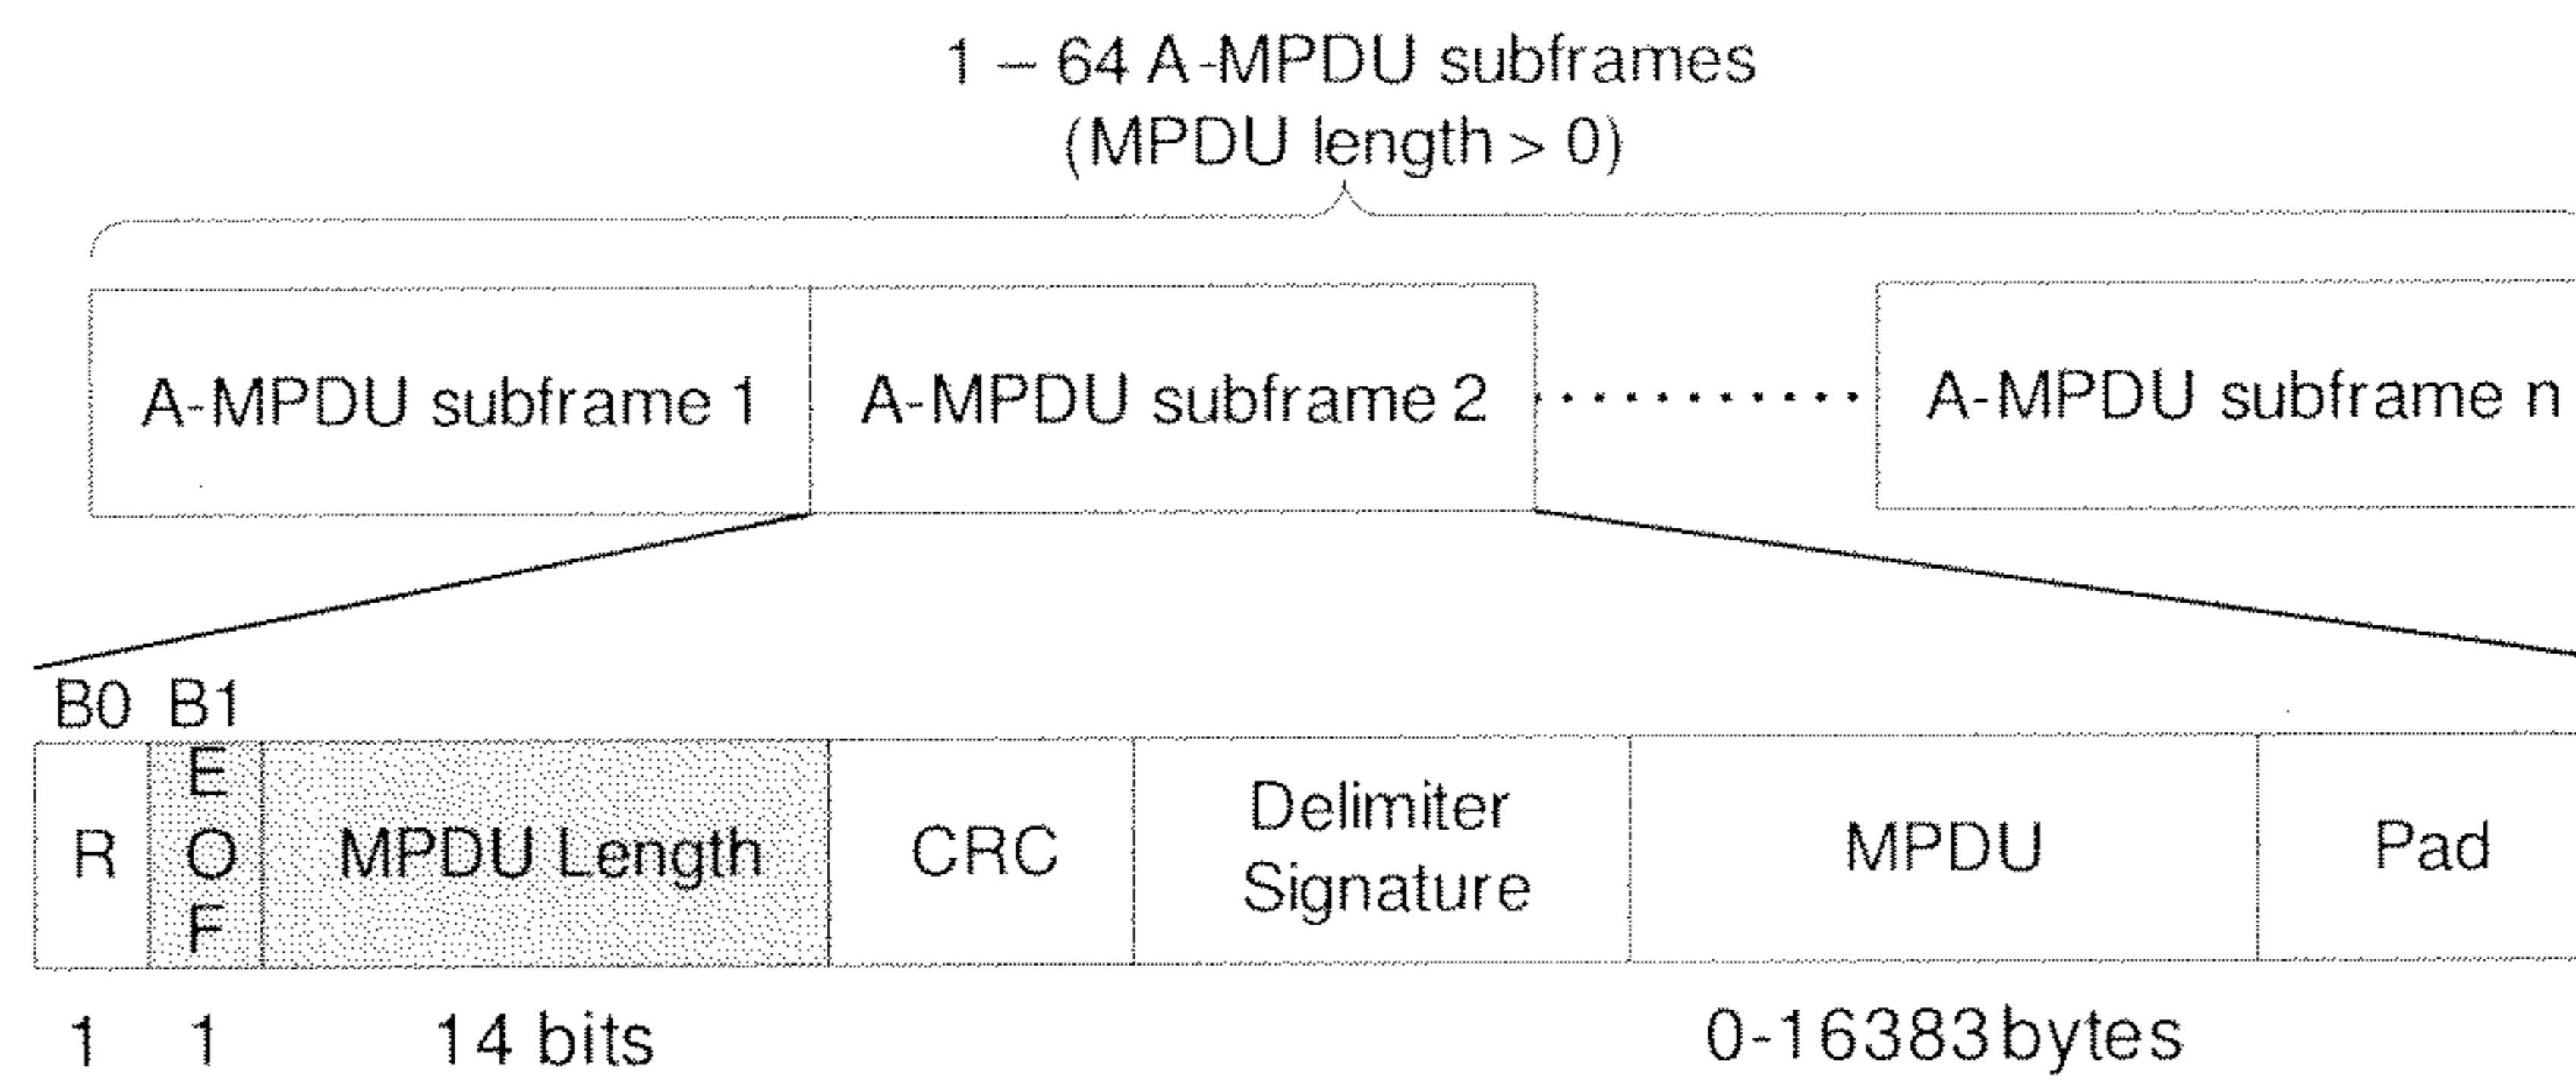 1 – 64 A-MPDU subframes
(MPDU length > 0)
A-MPDU subframe 1
A-MPDU subframe 2
A-MPDU subframe n
B0 B1
R
E
O
F
MPDU Length
CRC
Delimiter
Signature
MPDU
Pad
1
1
14 bits
0-16383 bytes